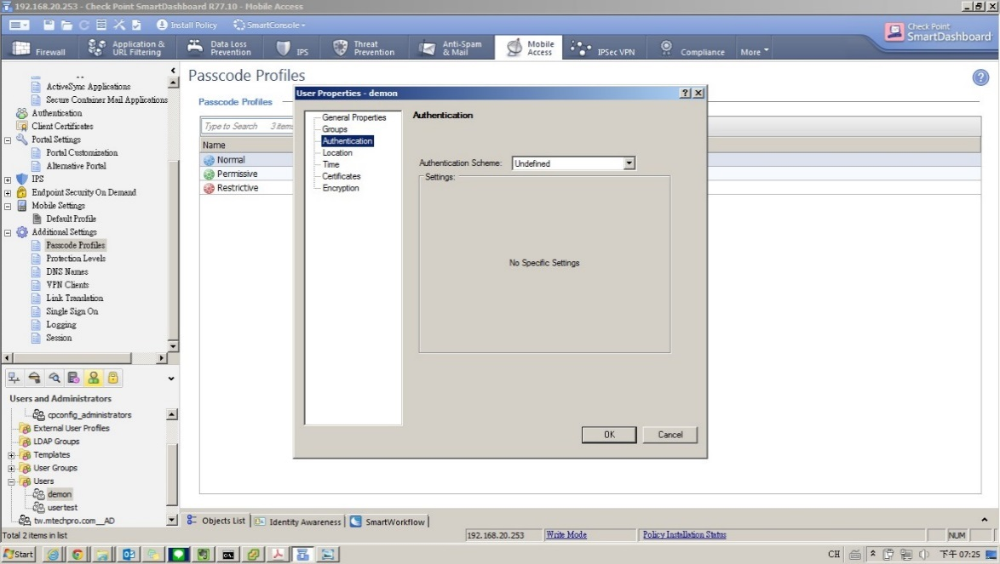 192.168.20.253 - Check Point SmartDashboard R77.10 - Mobile Access
Install Policy
SmartConsole
Check Point
SmartDashboard
Firewall
Application &
URL Filtering
Data Loss
Prevention
IPS
Threat
Prevention
Anti-Spam
& Mail
Mobile
Access
IPSec VPN
Compliance
More
ActiveSync Applications
Secure Container Mail Applications
Authentication
Client Certificates
Portal Settings
Portal Customization
Alternative Portal
IPS
Endpoint Security On Demand
Mobile Settings
Default Profile
Additional Settings
Passcode Profiles
Protection Levels
DNS Names
VPN Clients
Link Translation
Single Sign On
Logging
Session
Users and Administrators
cpconfig_administrators
External User Profiles
LDAP Groups
Templates
User Groups
Users
demon
usertest
tw.mtechpro.com__AD
Passcode Profiles
Passcode Profiles
Type to Search 3 items
Name
Normal
Permissive
Restrictive
User Properties - demon
General Properties
Groups
Authentication
Location
Time
Certificates
Encryption
Authentication
Authentication Scheme: Undefined
Settings:
No Specific Settings
OK
Cancel
Objects List
Identity Awareness
SmartWorkflow
Total 2 items in list
192.168.20.253
Write Mode
Policy Installation Status
NUM
Start
CH
下午 07:25